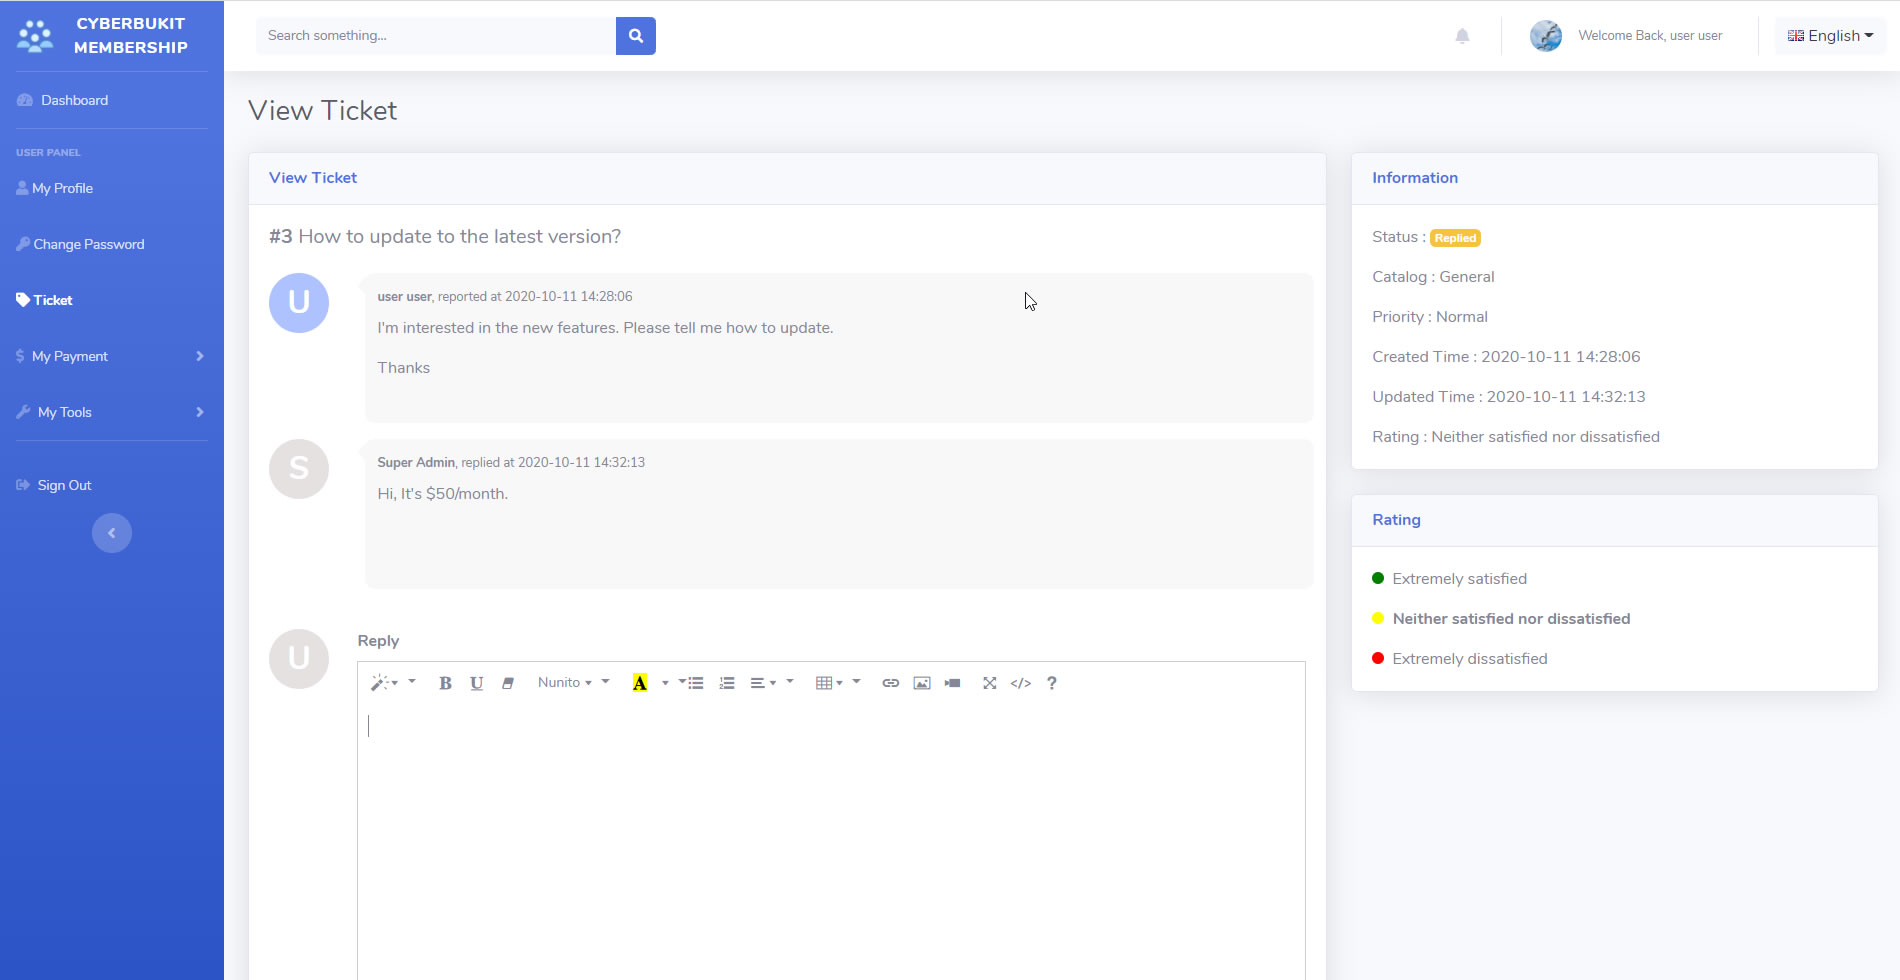 CYBERBUKIT
MEMBERSHIP
Search something...
Welcome Back, user user
English
Dashboard
USER PANEL
My Profile
Change Password
Ticket
My Payment
My Tools
Sign Out
View Ticket
View Ticket
#3 How to update to the latest version?
U
user user, reported at 2020-10-11 14:28:06
I'm interested in the new features. Please tell me how to update.
Thanks
S
Super Admin, replied at 2020-10-11 14:32:13
Hi, It's $50/month.
U
Reply
B U Nunito A </> ?
Information
Status : Replied
Catalog : General
Priority : Normal
Created Time : 2020-10-11 14:28:06
Updated Time : 2020-10-11 14:32:13
Rating : Neither satisfied nor dissatisfied
Rating
Extremely satisfied
Neither satisfied nor dissatisfied
Extremely dissatisfied